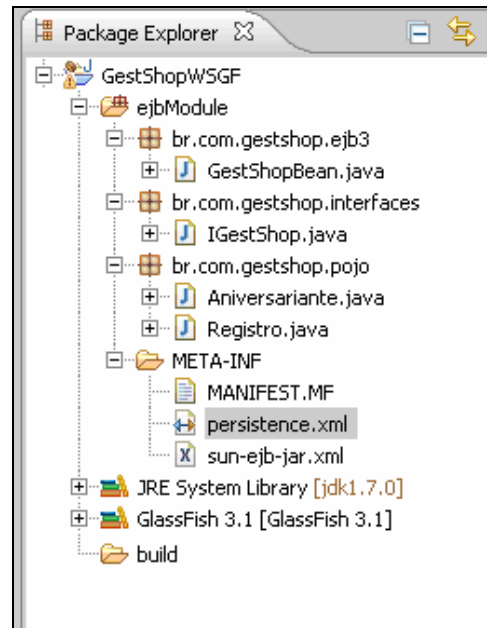 Package Explorer
GestShopWSGF
ejbModule
br.com.gestshop.ejb3
GestShopBean.java
br.com.gestshop.interfaces
IGestShop.java
br.com.gestshop.pojo
Aniversariante.java
Registro.java
META-INF
MANIFEST.MF
persistence.xml
sun-ejb-jar.xml
JRE System Library [jdk1.7.0]
GlassFish 3.1 [GlassFish 3.1]
build